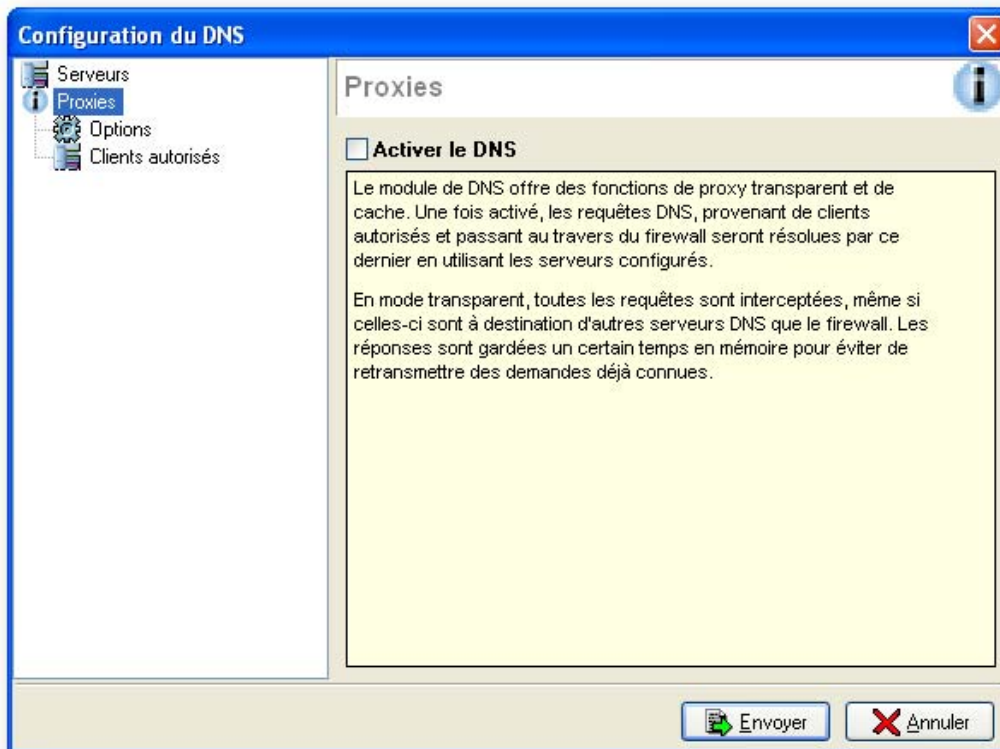 Configuration du DNS
Serveurs
Proxies
Options
Clients autorisés
Proxies
Activer le DNS
Le module de DNS offre des fonctions de proxy transparent et de
cache. Une fois activé, les requêtes DNS, provenant de clients
autorisés et passant au travers du firewall seront résolues par ce
dernier en utilisant les serveurs configurés.
En mode transparent, toutes les requêtes sont interceptées, même si
celles-ci sont à destination d'autres serveurs DNS que le firewall. Les
réponses sont gardées un certain temps en mémoire pour éviter de
retransmettre des demandes déjà connues.
Envoyer
Annuler